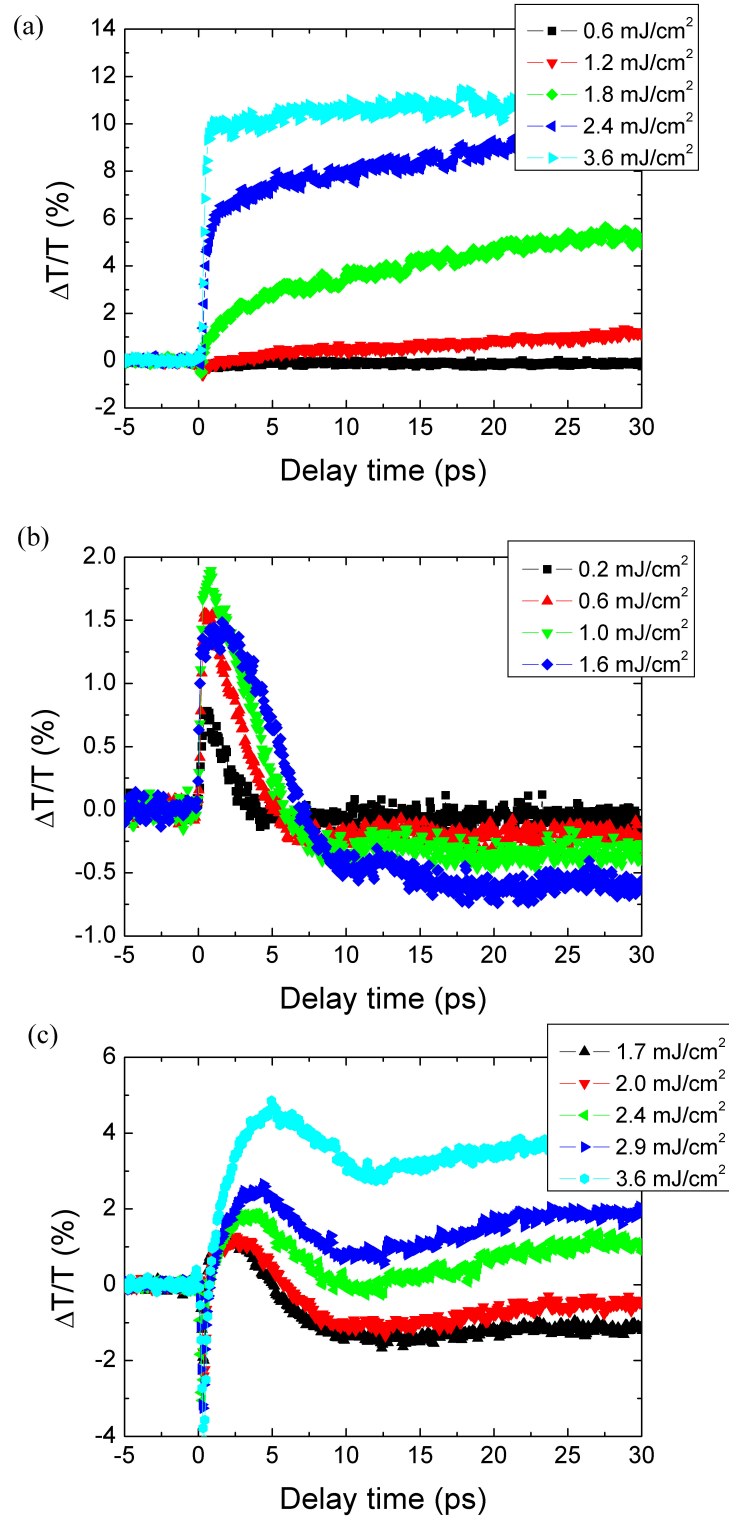 (a)
14
12
10
8
6
4
2
0
-2
ΔT/T (%)
0.6 mJ/cm²
1.2 mJ/cm²
1.8 mJ/cm²
2.4 mJ/cm²
3.6 mJ/cm²
-5 0 5 10 15 20 25 30
Delay time (ps)
(b)
2.0
1.5
1.0
0.5
0.0
-0.5
-1.0
ΔT/T (%)
0.2 mJ/cm²
0.6 mJ/cm²
1.0 mJ/cm²
1.6 mJ/cm²
-5 0 5 10 15 20 25 30
Delay time (ps)
(c)
6
4
2
0
-2
-4
ΔT/T (%)
1.7 mJ/cm²
2.0 mJ/cm²
2.4 mJ/cm²
2.9 mJ/cm²
3.6 mJ/cm²
-5 0 5 10 15 20 25 30
Delay time (ps)